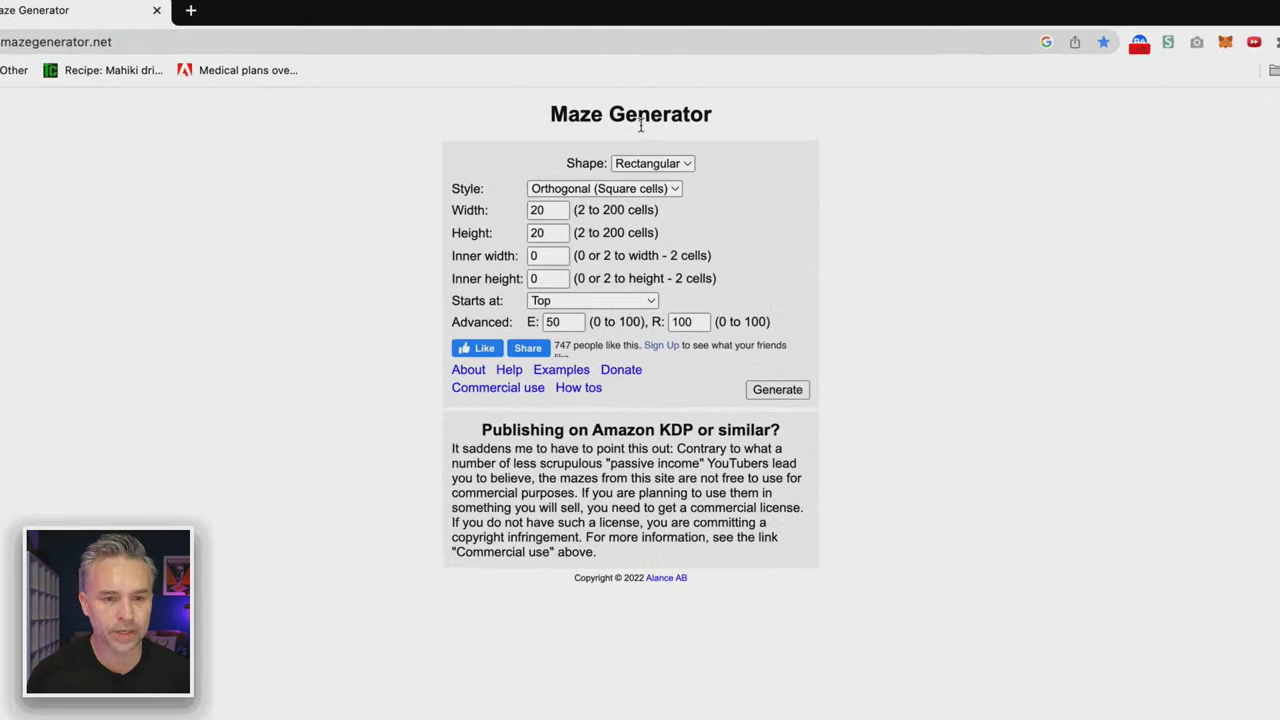 aze Generator
mazegenerator.net
Other Recipe: Mahiki dri... Medical plans ove...
Maze Generator
Shape: Rectangular
Style: Orthogonal (Square cells)
Width: 20 (2 to 200 cells)
Height: 20 (2 to 200 cells)
Inner width: 0 (0 or 2 to width - 2 cells)
Inner height: 0 (0 or 2 to height - 2 cells)
Starts at: Top
Advanced: E: 50 (0 to 100), R: 100 (0 to 100)
Like Share 747 people like this. Sign Up to see what your friends
About Help Examples Donate
Commercial use How tos Generate
Publishing on Amazon KDP or similar?
It saddens me to have to point this out: Contrary to what a
number of less scrupulous "passive income" YouTubers lead
you to believe, the mazes from this site are not free to use for
commercial purposes. If you are planning to use them in
something you will sell, you need to get a commercial license.
If you do not have such a license, you are committing a
copyright infringement. For more information, see the link
"Commercial use" above.
Copyright © 2022 Alance AB